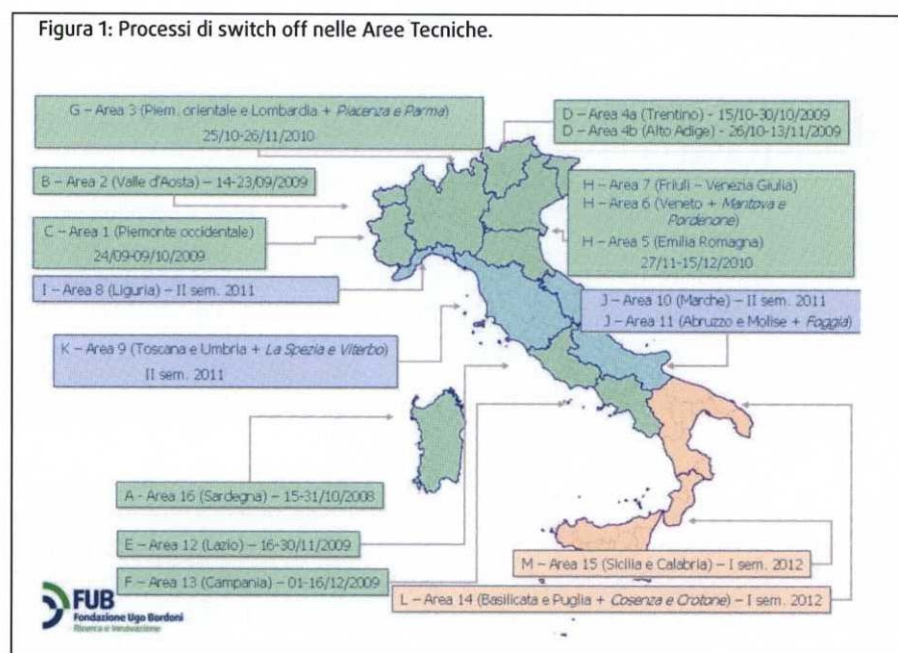 Figura 1: Processi di switch off nelle Aree Tecniche.
G – Area 3 (Piem. orientale e Lombardia + Piacenza e Parma)
25/10-26/11/2010
D – Area 4a (Trentino) - 15/10-30/10/2009
D – Area 4b (Alto Adige) - 26/10-13/11/2009
B – Area 2 (Valle d'Aosta) – 14-23/09/2009
H – Area 7 (Friuli – Venezia Giulia)
H – Area 6 (Veneto + Mantova e
Pordenone)
H – Area 5 (Emilia Romagna)
27/11-15/12/2010
C – Area 1 (Piemonte occidentale)
24/09-09/10/2009
I – Area 8 (Liguria) – II sem. 2011
J – Area 10 (Marche) – II sem. 2011
J – Area 11 (Abruzzo e Molise + Foggia)
K – Area 9 (Toscana e Umbria + La Spezia e Viterbo)
II sem. 2011
A - Area 16 (Sardegna) – 15-31/10/2008
E – Area 12 (Lazio) – 16-30/11/2009
F – Area 13 (Campania) – 01-16/12/2009
M – Area 15 (Sicilia e Calabria) – I sem. 2012
L – Area 14 (Basilicata e Puglia + Cosenza e Crotone) – I sem. 2012
FUB
Fondazione Ugo Bordoni
Ricerca e Innovazione